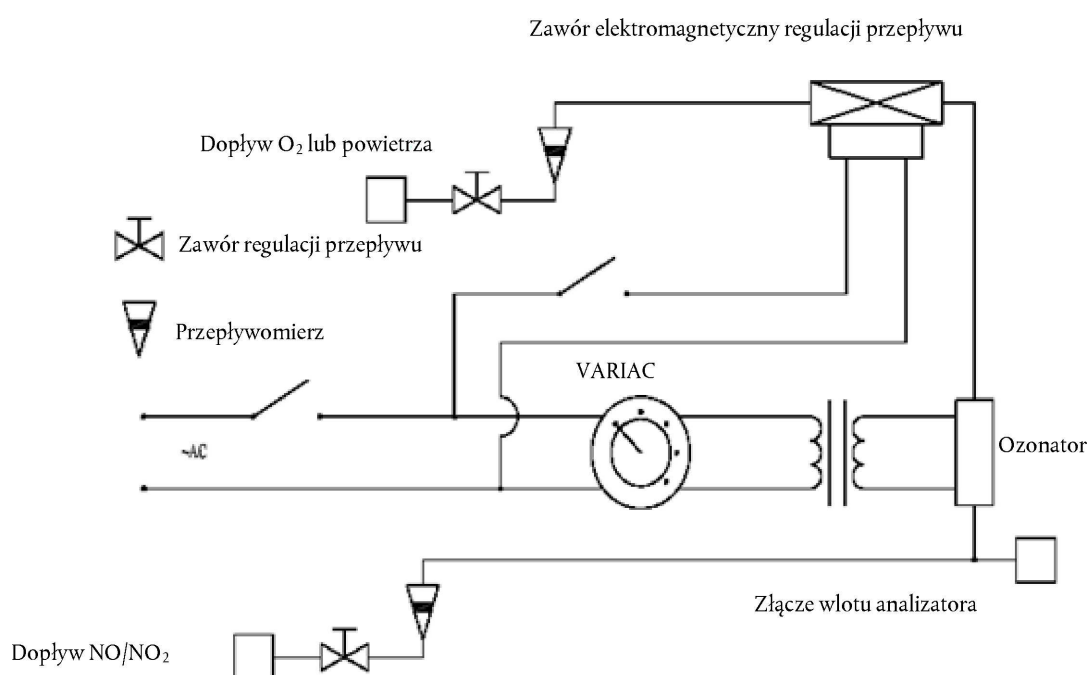 Zawór elektromagnetyczny regulacji przepływu
Dopływ O₂ lub powietrza
Zawór regulacji przepływu
Przepływomierz
VARIAC
~AC
Ozonator
Złącze wlotu analizatora
Dopływ NO/NO₂